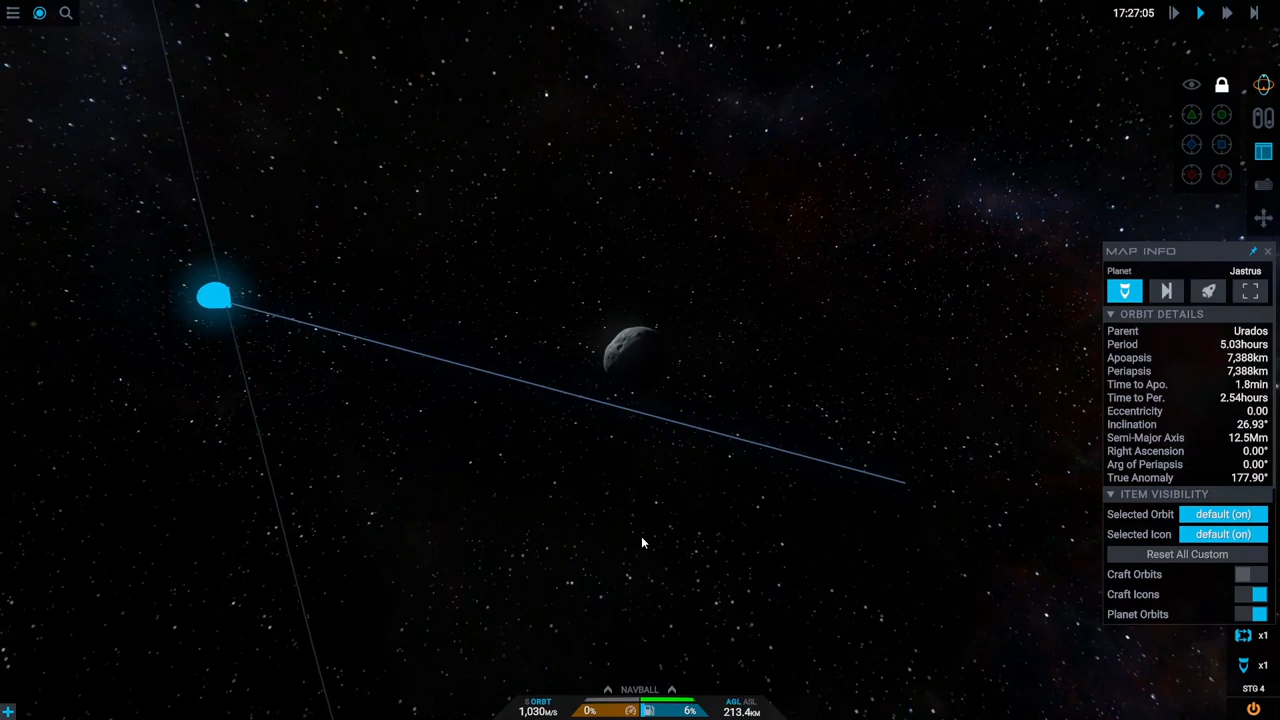 17:27:05
MAP INFO
Planet Jastrus
ORBIT DETAILS
Parent Urados
Period 5.03hours
Apoapsis 7,388km
Periapsis 7,388km
Time to Apo. 1.8min
Time to Per. 2.54hours
Eccentricity 0.00
Inclination 26.93°
Semi-Major Axis 12.5Mm
Right Ascension 0.00°
Arg of Periapsis 0.00°
True Anomaly 177.90°
ITEM VISIBILITY
Selected Orbit default (on)
Selected Icon default (on)
Reset All Custom
Craft Orbits
Craft Icons
Planet Orbits
x1
x1
STG 4
NAVBALL
S ORBT AGL ASL
1,030M/S 0% 6% 213.4KM